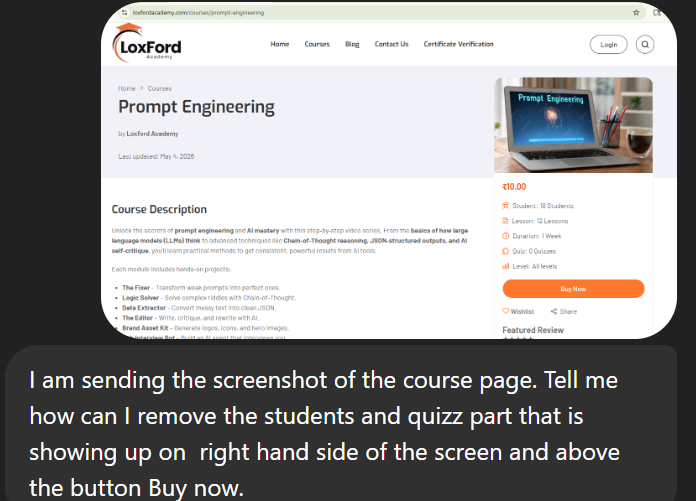 loxfordacademy.com/courses/prompt-engineering
LoxFord
Academy
Home Courses Blog Contact Us Certificate Verification Login
Home > Courses
Prompt Engineering
by Loxford Academy
Last updated: May 4, 2026
Prompt Engineering
₹10.00
Student: 18 Students
Lesson: 12 Lessons
Duration: 1 Week
Quiz: 0 Quizzes
Level: All levels
Buy Now
Wishlist Share
Featured Review
Course Description
Unlock the secrets of prompt engineering and AI mastery with this step-by-step video series. From the basics of how large
language models (LLMs) think to advanced techniques like Chain-of-Thought reasoning, JSON-structured outputs, and AI
self-critique, you'll learn practical methods to get consistent, powerful results from AI tools.
Each module includes hands-on projects:
The Fixer – Transform weak prompts into perfect ones.
Logic Solver – Solve complex riddles with Chain-of-Thought.
Data Extractor – Convert messy text into clean JSON.
The Editor – Write, critique, and rewrite with AI.
Brand Asset Kit – Generate logos, icons, and hero images.
Interview Bot – Build an AI agent that interviews you
I am sending the screenshot of the course page. Tell me
how can I remove the students and quizz part that is
showing up on right hand side of the screen and above
the button Buy now.